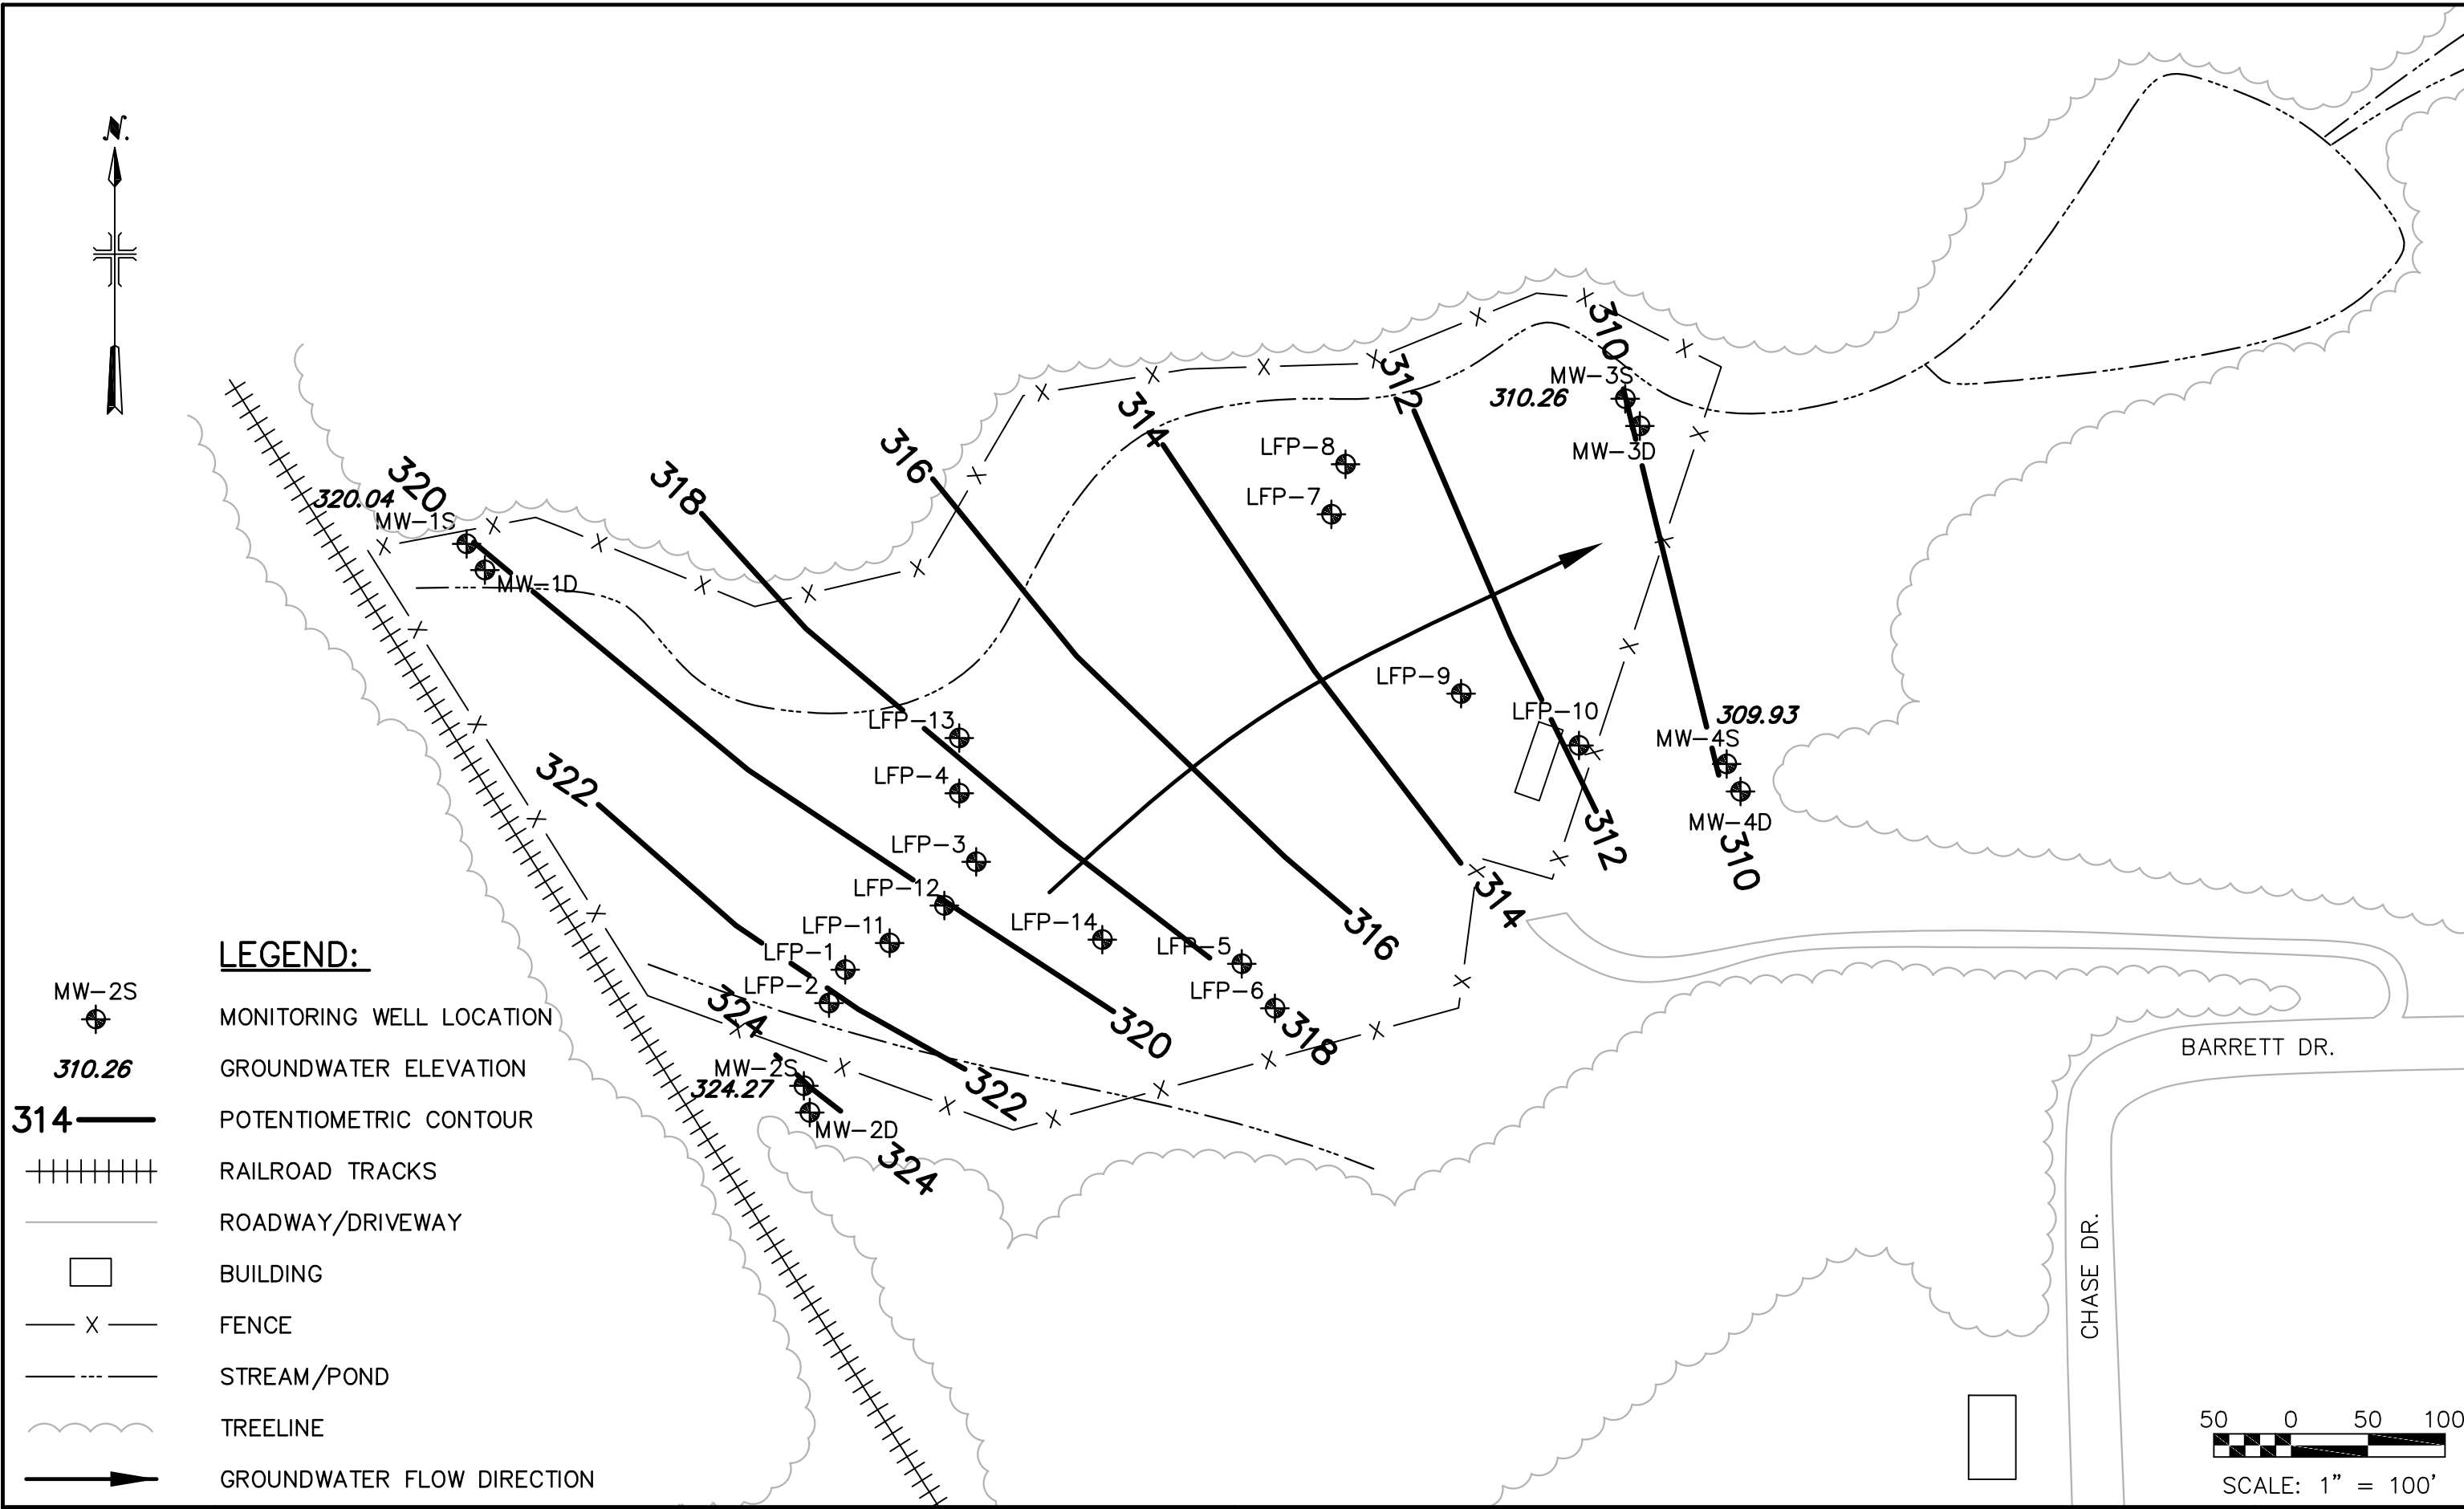 N.
310
MW-3S
310.26
MW-3D
312
314
LFP-8
LFP-7
316
318
320
320.04
MW-1S
MW-1D
LFP-9
LFP-10
309.93
MW-4S
MW-4D
310
312
LFP-13
LFP-4
322
LFP-3
LFP-12
314
LFP-11
LFP-14
LFP-5
316
LFP-1
LFP-2
LFP-6
324
320
318
MW-2S
324.27
322
MW-2D
324
BARRETT DR.
CHASE DR.
LEGEND:
MW-2S
MONITORING WELL LOCATION
310.26
GROUNDWATER ELEVATION
314
POTENTIOMETRIC CONTOUR
RAILROAD TRACKS
ROADWAY/DRIVEWAY
BUILDING
X
FENCE
STREAM/POND
TREELINE
GROUNDWATER FLOW DIRECTION
50 0 50 100
SCALE: 1" = 100'